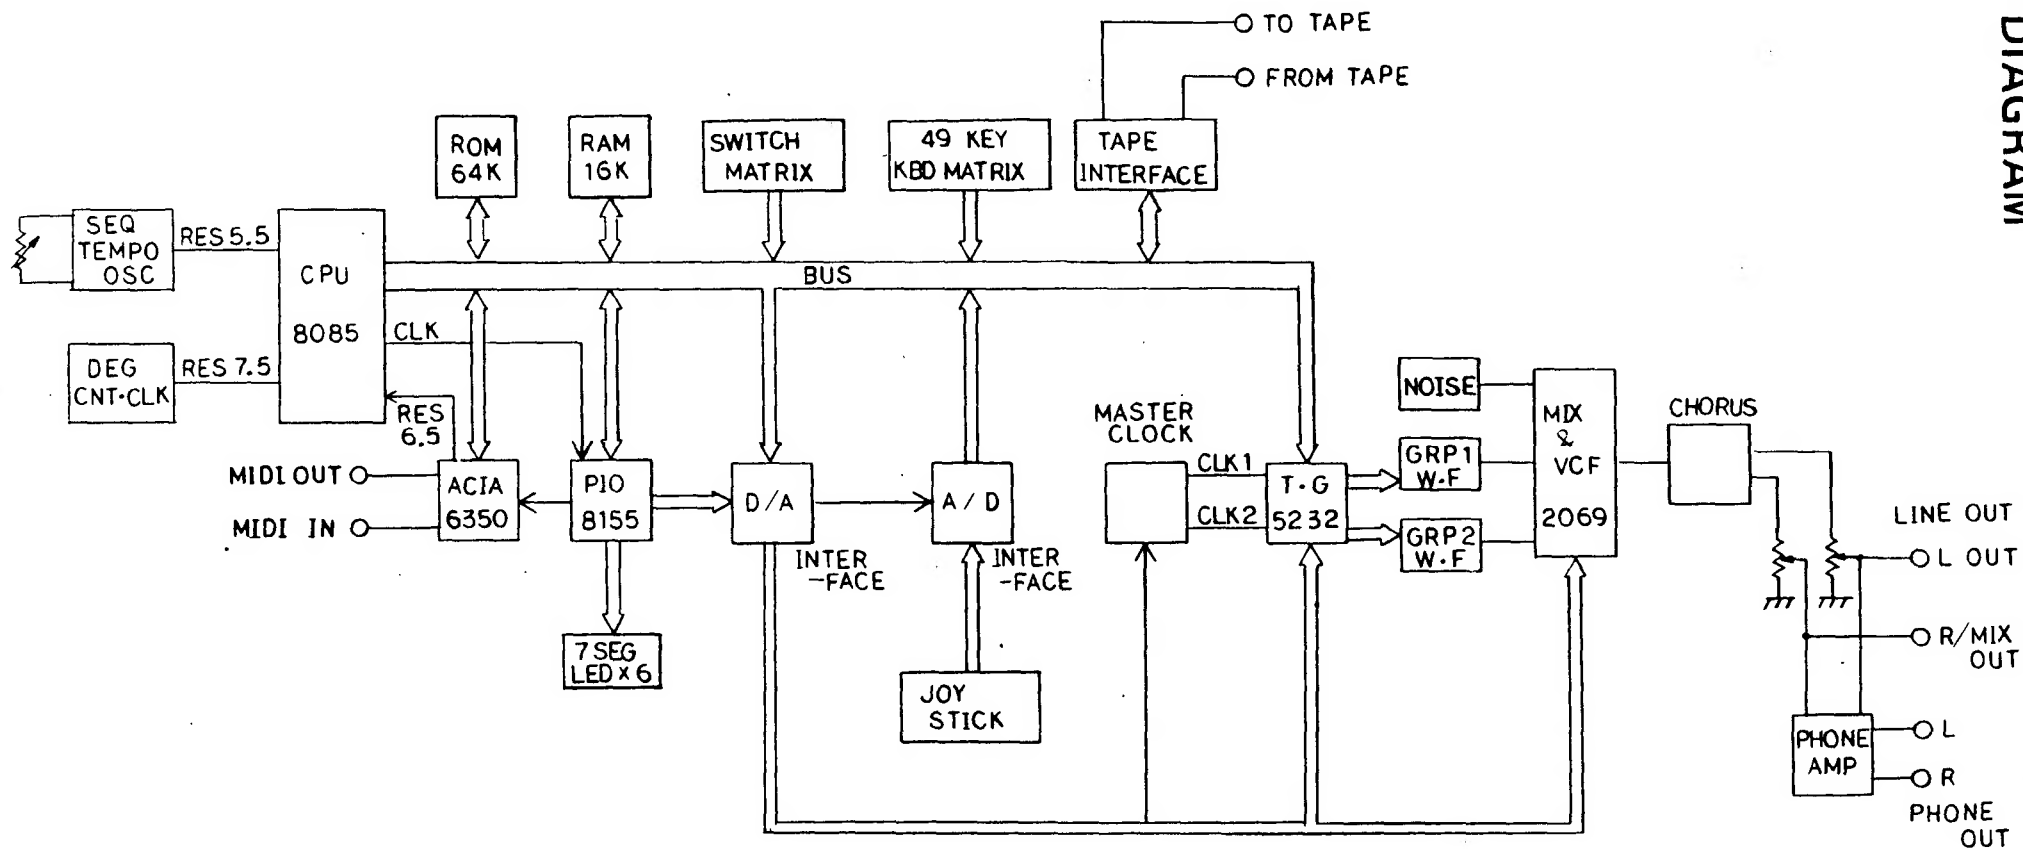 DIAGRAM
TO TAPE
FROM TAPE
ROM
64K
RAM
16K
SWITCH
MATRIX
49 KEY
KBD MATRIX
TAPE
INTERFACE
SEQ
TEMPO
OSC
RES 5.5
CPU
8085
BUS
CLK
DEG
CNT·CLK
RES 7.5
RES
6.5
MIDI OUT
MIDI IN
ACIA
6350
PIO
8155
D/A
INTER
-FACE
A/D
INTER
-FACE
7 SEG
LED × 6
JOY
STICK
MASTER
CLOCK
CLK1
CLK2
T·G
5232
NOISE
GRP1
W·F
GRP2
W·F
MIX
&
VCF
2069
CHORUS
LINE OUT
L OUT
R/MIX
OUT
PHONE
AMP
L
R
PHONE
OUT